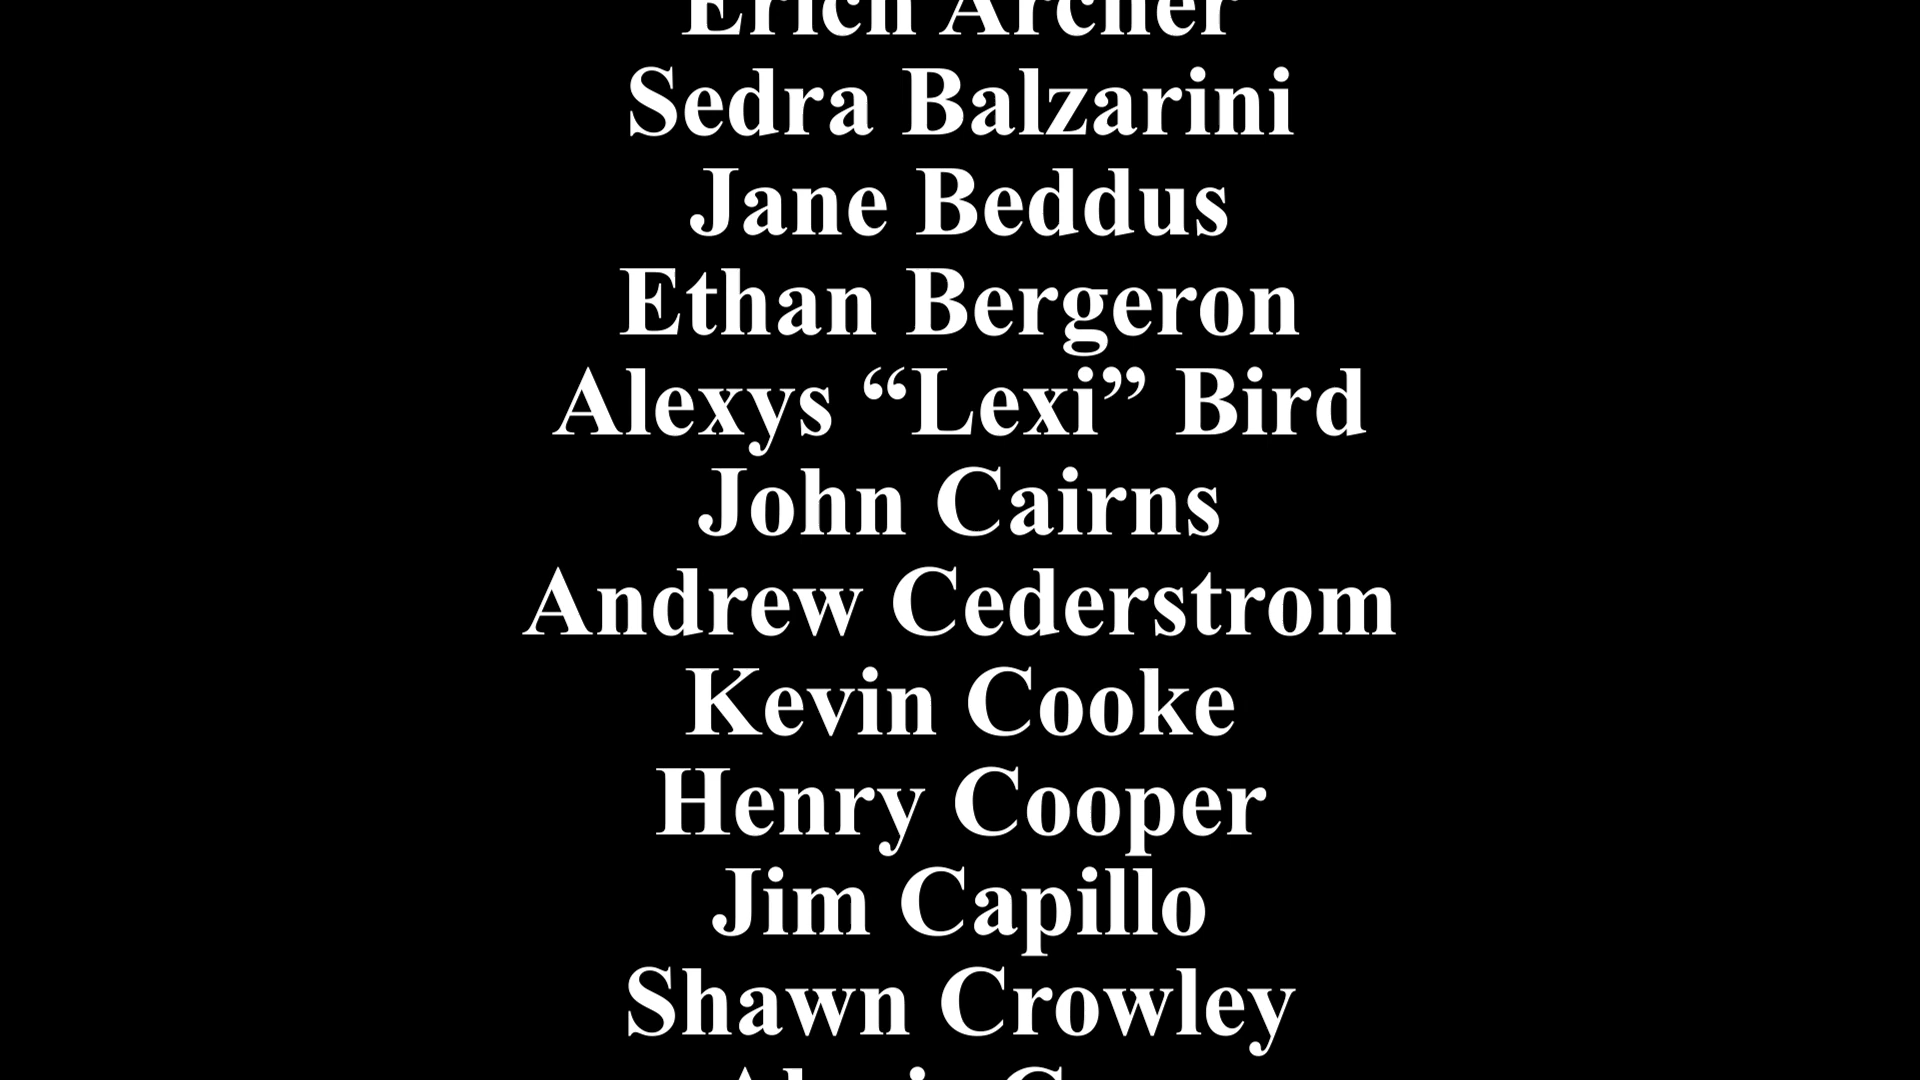 Erich Archer
Sedra Balzarini
Jane Beddus
Ethan Bergeron
Alexys “Lexi” Bird
John Cairns
Andrew Cederstrom
Kevin Cooke
Henry Cooper
Jim Capillo
Shawn Crowley